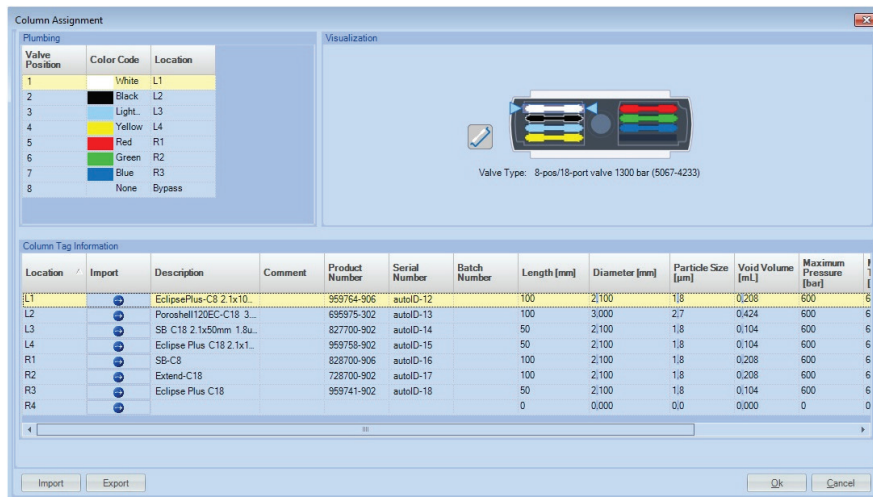 Column Assignment
Plumbing
Visualization
Valve Position Color Code Location
1 White L1
2 Black L2
3 Light.. L3
4 Yellow L4
5 Red R1
6 Green R2
7 Blue R3
8 None Bypass
Valve Type: 8-pos/18-port valve 1300 bar (5067-4233)
Column Tag Information
Location Import Description Comment Product Number Serial Number Batch Number Length [mm] Diameter [mm] Particle Size [µm] Void Volume [mL] Maximum Pressure [bar]
L1 EclipsePlus-C8 2.1x10... 959764-906 autoID-12 100 2,100 1,8 0,208 600 6
L2 Poroshell120EC-C18 3... 695975-302 autoID-13 100 3,000 2,7 0,424 600 6
L3 SB C18 2.1x50mm 1.8u... 827700-902 autoID-14 50 2,100 1,8 0,104 600 6
L4 Eclipse Plus C18 2.1x1... 959758-902 autoID-15 50 2,100 1,8 0,104 600 6
R1 SB-C8 828700-906 autoID-16 100 2,100 1,8 0,208 600 6
R2 Extend-C18 728700-902 autoID-17 100 2,100 1,8 0,208 600 6
R3 Eclipse Plus C18 959741-902 autoID-18 50 2,100 1,8 0,104 600 6
R4 0 0,000 0,0 0,000 0 0
Import Export Ok Cancel